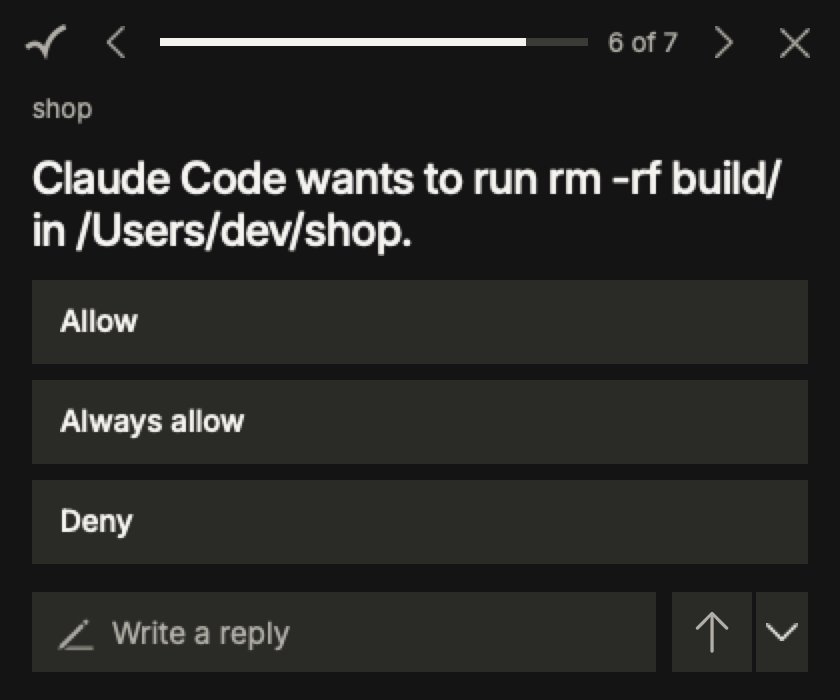 6 of 7
shop
Claude Code wants to run rm -rf build/
in /Users/dev/shop.
Allow
Always allow
Deny
Write a reply